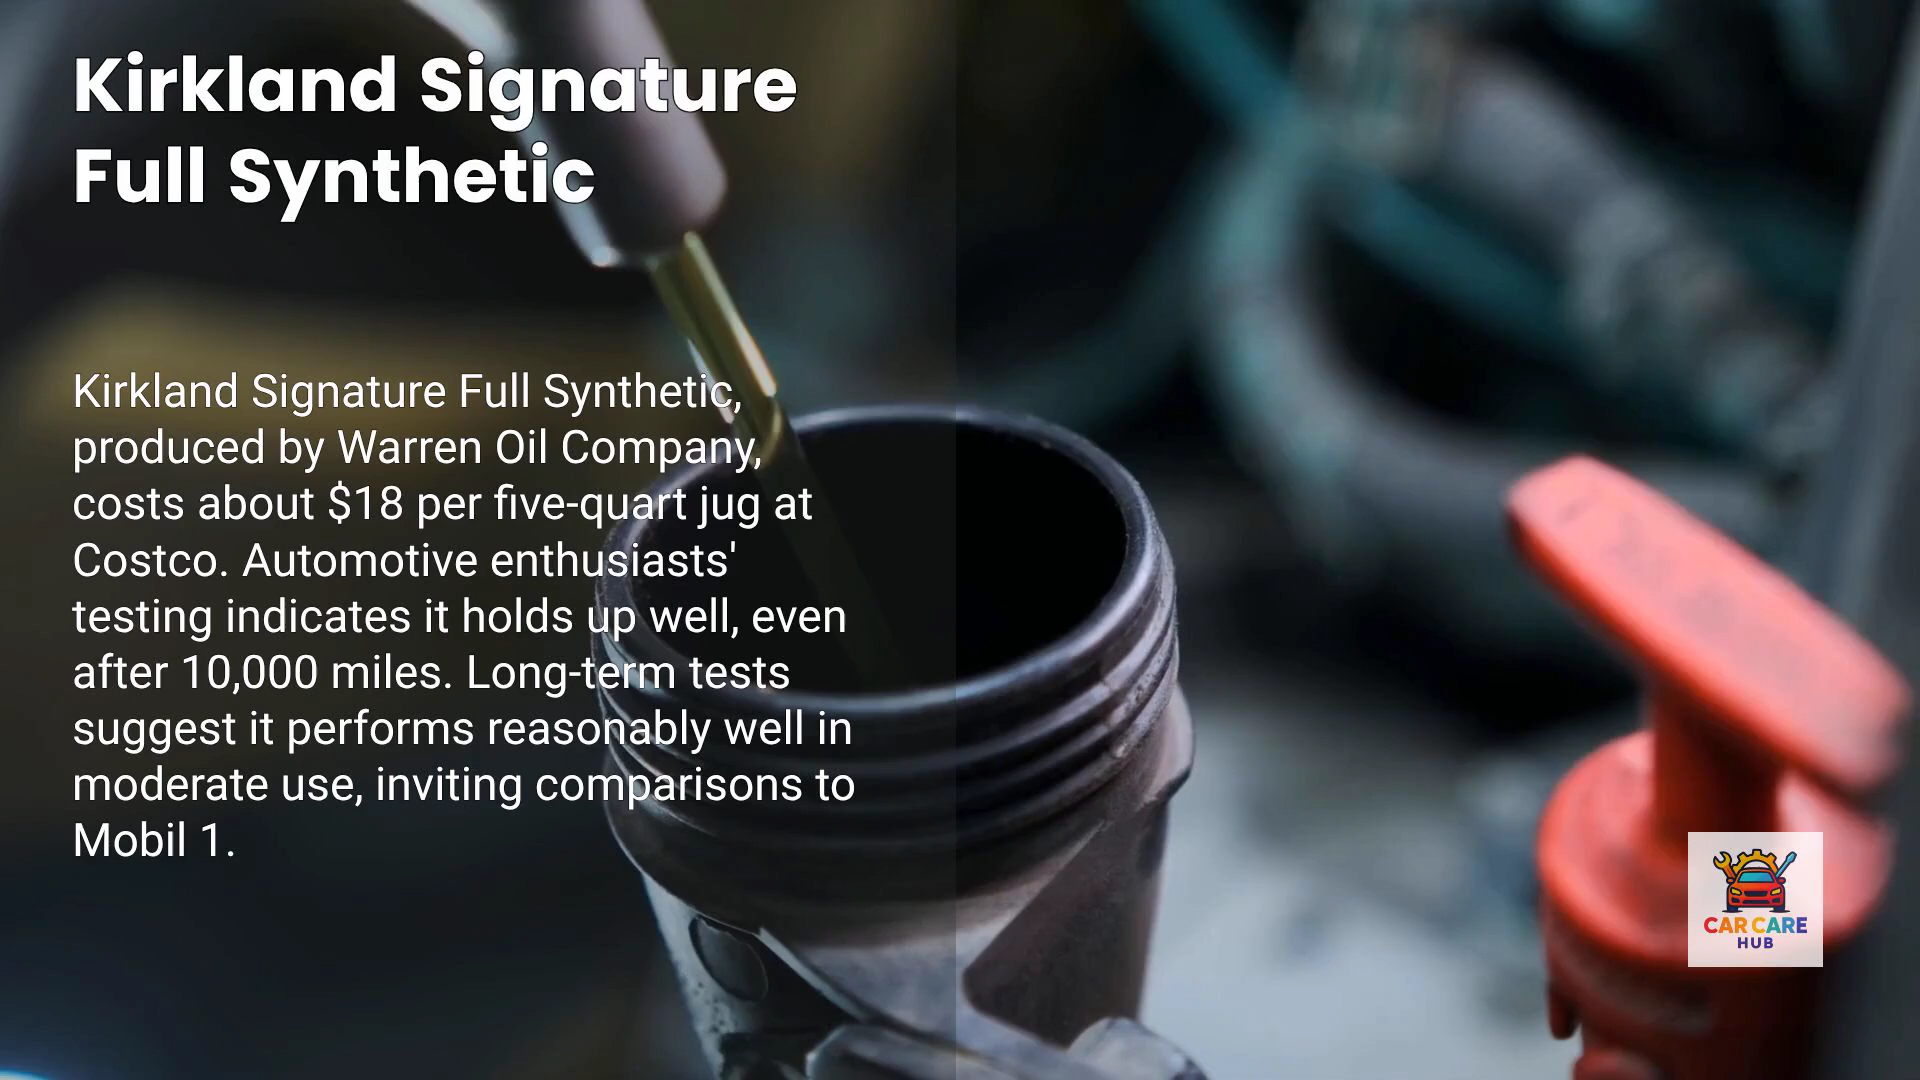 Kirkland Signature
Full Synthetic
Kirkland Signature Full Synthetic,
produced by Warren Oil Company,
costs about $18 per five-quart jug at
Costco. Automotive enthusiasts'
testing indicates it holds up well, even
after 10,000 miles. Long-term tests
suggest it performs reasonably well in
moderate use, inviting comparisons to
Mobil 1.
CAR CARE
HUB